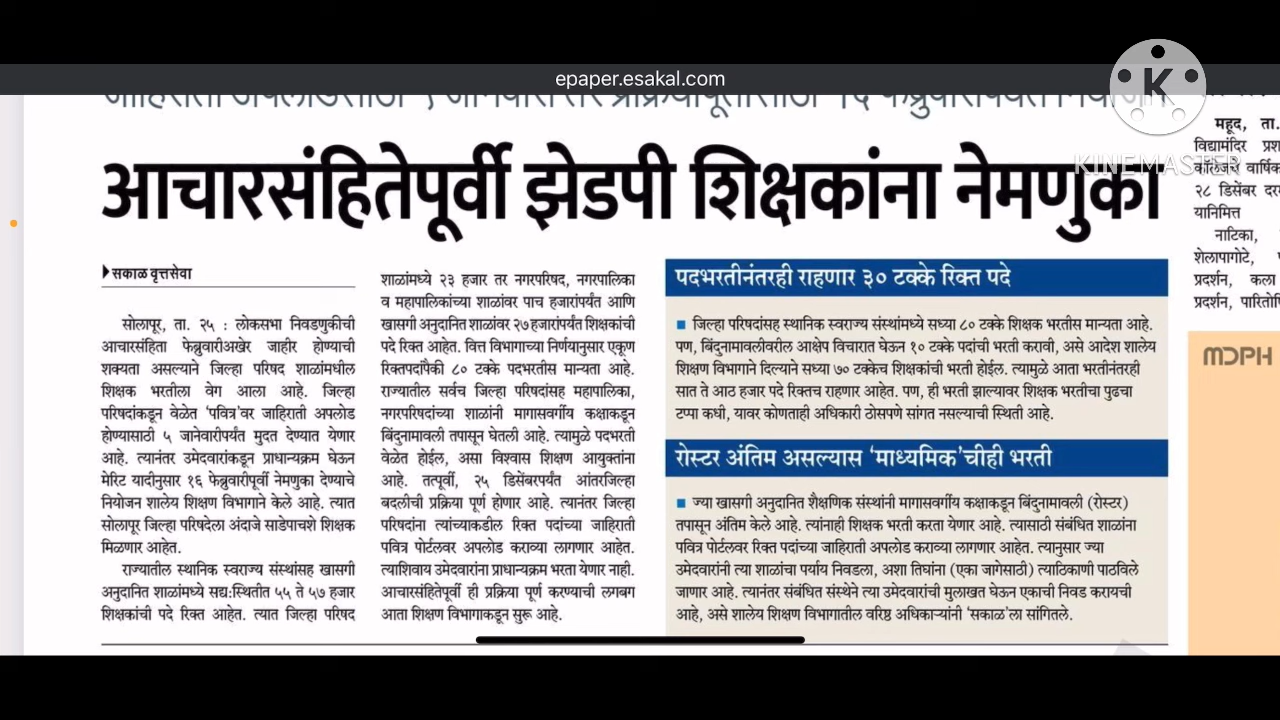 epaper.esakal.com
KINEMASTER
आचारसंहितेपूर्वी झेडपी शिक्षकांना नेमणुका
सकाळ वृत्तसेवा
सोलापूर, ता. २५ : लोकसभा निवडणुकीची
आचारसंहिता फेब्रुवारीअखेर जाहीर होण्याची
शक्यता असल्याने जिल्हा परिषद शाळांमधील
शिक्षक भरतीला वेग आला आहे. जिल्हा
परिषदांकडून वेळेत ‘पवित्र’वर जाहिराती अपलोड
होण्यासाठी ५ जानेवारीपर्यंत मुदत देण्यात येणार
आहे. त्यानंतर उमेदवारांकडून प्राधान्यक्रम घेऊन
मेरिट यादीनुसार १६ फेब्रुवारीपूर्वी नेमणुका देण्याचे
नियोजन शालेय शिक्षण विभागाने केले आहे. त्यात
सोलापूर जिल्हा परिषदेला अंदाजे साडेपाचशे शिक्षक
मिळणार आहेत.
राज्यातील स्थानिक स्वराज्य संस्थांसह खासगी
अनुदानित शाळांमध्ये सद्य:स्थितीत ५५ ते ५७ हजार
शिक्षकांची पदे रिक्त आहेत. त्यात जिल्हा परिषद
शाळांमध्ये २३ हजार तर नगरपरिषद, नगरपालिका
व महापालिकांच्या शाळांवर पाच हजारांपर्यंत आणि
खासगी अनुदानित शाळांवर २७ हजारांपर्यंत शिक्षकांची
पदे रिक्त आहेत. वित्त विभागाच्या निर्णयानुसार एकूण
रिक्तपदांपैकी ८० टक्के पदभरतीस मान्यता आहे.
राज्यातील सर्वच जिल्हा परिषदांसह महापालिका,
नगरपरिषदांच्या शाळांनी मागासवर्गीय कक्षाकडून
बिंदुनामावली तपासून घेतली आहे. त्यामुळे पदभरती
वेळेत होईल, असा विश्वास शिक्षण आयुक्तांना
आहे. तत्पूर्वी, २५ डिसेंबरपर्यंत आंतरजिल्हा
बदलीची प्रक्रिया पूर्ण होणार आहे. त्यानंतर जिल्हा
परिषदांना त्यांच्याकडील रिक्त पदांच्या जाहिराती
पवित्र पोर्टलवर अपलोड कराव्या लागणार आहेत.
त्याशिवाय उमेदवारांना प्राधान्यक्रम भरता येणार नाही.
आचारसंहितेपूर्वी ही प्रक्रिया पूर्ण करण्याची लगबग
आता शिक्षण विभागाकडून सुरू आहे.
पदभरतीनंतरही राहणार ३० टक्के रिक्त पदे
■ जिल्हा परिषदांसह स्थानिक स्वराज्य संस्थांमध्ये सध्या ८० टक्के शिक्षक भरतीस मान्यता आहे.
पण, बिंदुनामावलीवरील आक्षेप विचारात घेऊन १० टक्के पदांची भरती करावी, असे आदेश शालेय
शिक्षण विभागाने दिल्याने सध्या ७० टक्केच शिक्षकांची भरती होईल. त्यामुळे आता भरतीनंतरही
सात ते आठ हजार पदे रिक्तच राहणार आहेत. पण, ही भरती झाल्यावर शिक्षक भरतीचा पुढचा
टप्पा कधी, यावर कोणताही अधिकारी ठोसपणे सांगत नसल्याची स्थिती आहे.
रोस्टर अंतिम असल्यास ‘माध्यमिक’चीही भरती
■ ज्या खासगी अनुदानित शैक्षणिक संस्थांनी मागासवर्गीय कक्षाकडून बिंदुनामावली (रोस्टर)
तपासून अंतिम केले आहे. त्यांनाही शिक्षक भरती करता येणार आहे. त्यासाठी संबंधित शाळांना
पवित्र पोर्टलवर रिक्त पदांच्या जाहिराती अपलोड कराव्या लागणार आहेत. त्यानुसार ज्या
उमेदवारांनी त्या शाळांचा पर्याय निवडला, अशा तिघांना (एका जागेसाठी) त्याठिकाणी पाठविले
जाणार आहे. त्यानंतर संबंधित संस्थेने त्या उमेदवारांची मुलाखत घेऊन एकाची निवड करायची
आहे, असे शालेय शिक्षण विभागातील वरिष्ठ अधिकाऱ्यांनी ‘सकाळ’ला सांगितले.
महूद, ता.
विद्यामंदिर प्रश
कॉलेजचे वार्षिक
२८ डिसेंबर दर
यानिमित्त
नाटिका,
शेलापागोटे,
प्रदर्शन, कला
प्रदर्शन, पारितो
MDPH